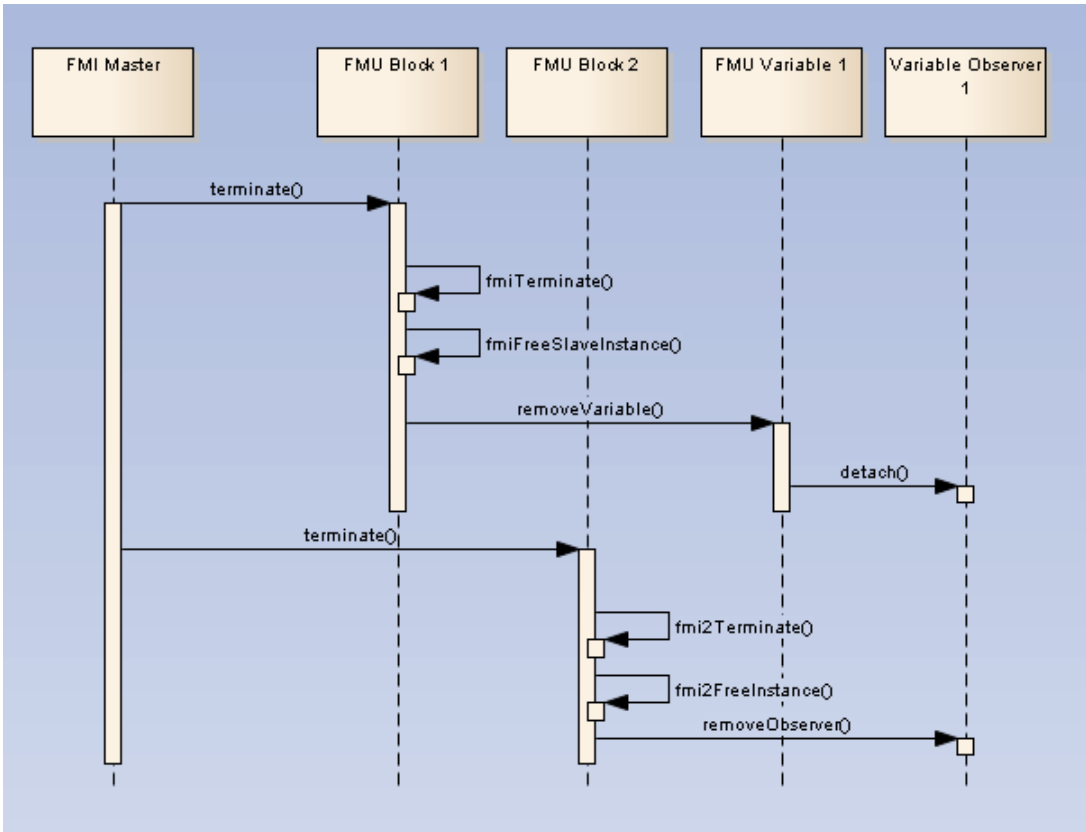 FMI Master
FMU Block 1
FMU Block 2
FMU Variable 1
Variable Observer
1
terminate()
fmiTerminate()
fmiFreeSlaveInstance()
removeVariable()
detach()
terminate()
fmi2Terminate()
fmi2FreeInstance()
removeObserver()